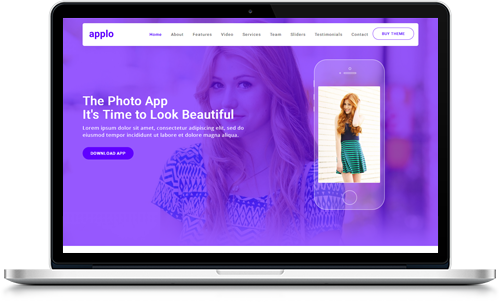 applo
Home About Features Video Services Team Sliders Testimonials Contact BUY THEME
The Photo App
It's Time to Look Beautiful
Lorem ipsum dolor sit amet, consectetur adipiscing elit, sed do
eiusmod tempor incididunt ut labore et dolore magna aliqua.
DOWNLOAD APP